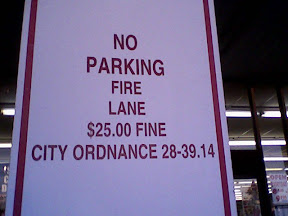 NO
PARKING
FIRE
LANE
$25.00 FINE
CITY ORDNANCE 28-39.14